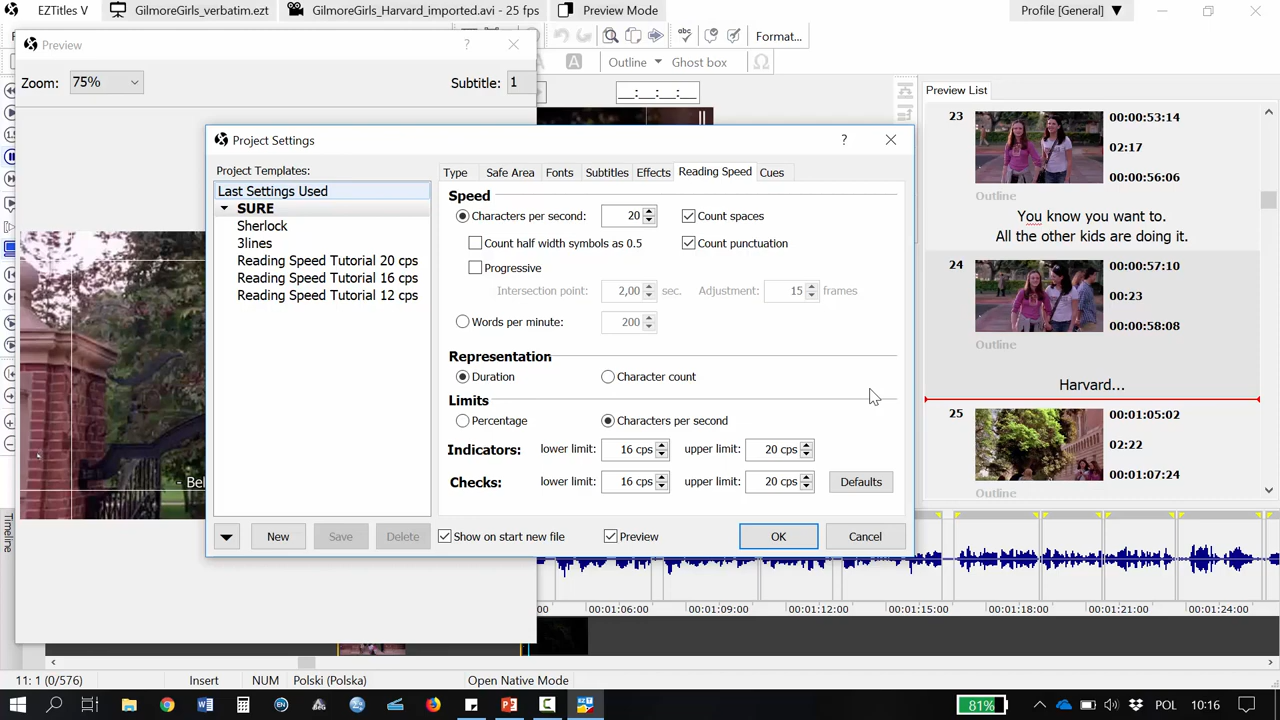 EZTitles V
GilmoreGirls_verbatim.ezt
GilmoreGirls_Harvard_imported.avi - 25 fps
Preview Mode
Profile [General]
Preview
Format...
Outline
Ghost box
Zoom:
75%
Subtitle:
1
__:__:__:__
Preview List
23
00:00:53:14
02:17
00:00:56:06
Outline
You know you want to.
All the other kids are doing it.
24
00:00:57:10
00:23
00:00:58:08
Outline
Harvard...
25
00:01:05:02
02:22
00:01:07:24
Outline
Project Settings
Project Templates:
Last Settings Used
SURE
Sherlock
3lines
Reading Speed Tutorial 20 cps
Reading Speed Tutorial 16 cps
Reading Speed Tutorial 12 cps
Type
Safe Area
Fonts
Subtitles
Effects
Reading Speed
Cues
Speed
Characters per second:
20
Count spaces
Count half width symbols as 0.5
Count punctuation
Progressive
Intersection point:
2,00
sec.
Adjustment:
15
frames
Words per minute:
200
Representation
Duration
Character count
Limits
Percentage
Characters per second
Indicators:
lower limit:
16 cps
upper limit:
20 cps
Checks:
lower limit:
16 cps
upper limit:
20 cps
Defaults
New
Save
Delete
Show on start new file
Preview
OK
Cancel
- Bel
Timeline
:00
00:01:06:00
00:01:09:00
00:01:12:00
00:01:15:00
00:01:18:00
00:01:21:00
00:01:24:00
11: 1 (0/576)
Insert
NUM
Polski (Polska)
Open Native Mode
81%
POL
10:16